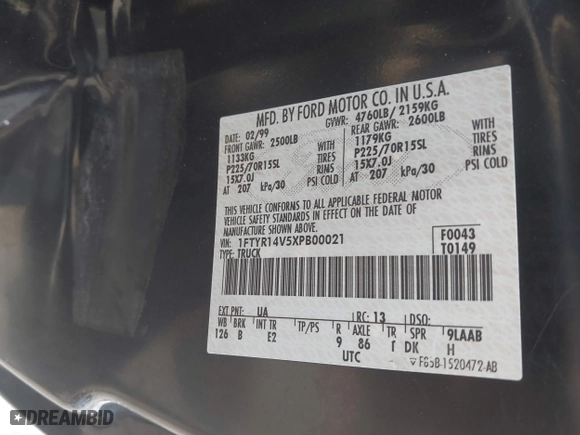 MFD. BY FORD MOTOR CO. IN U.S.A.
DATE: 02/99 GVWR: 4760LB/ 2159KG
FRONT GAWR: 2500LB REAR GAWR: 2600LB
1133KG WITH 1179KG WITH
P225/70R15SL TIRES P225/70R15SL TIRES
15X7.0J RIMS 15X7.0J RIMS
AT 207 kPa/30 PSI COLD AT 207 kPa/30 PSI COLD
THIS VEHICLE CONFORMS TO ALL APPLICABLE FEDERAL MOTOR
VEHICLE SAFETY STANDARDS IN EFFECT ON THE DATE OF
MANUFACTURE SHOWN ABOVE.
VIN: 1FTYR14V5XPB00021 F0043
TYPE: TRUCK T0149
EXT PNT: UA RC: 13 DSO:
WB BRK INT TR TP/PS R AXLE TR SPR 9LAAB
126 B E2 9 86 DK H
UTC F65B-1520472-AB
DREAMBID